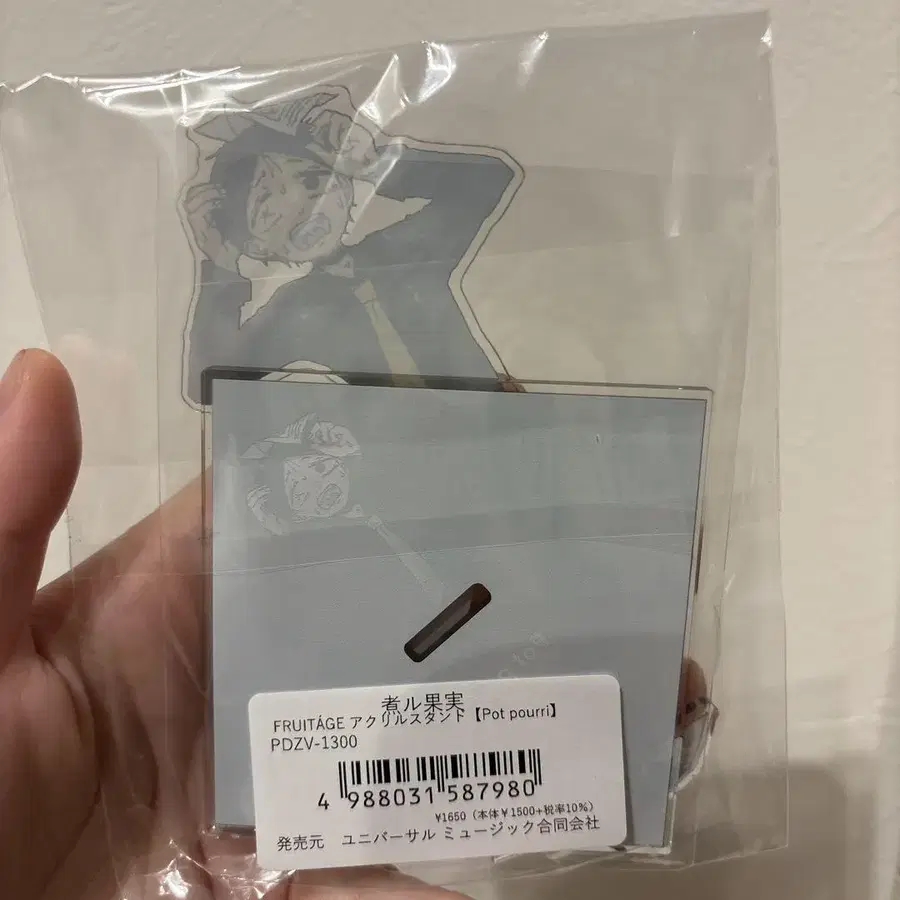 煮ル果実
FRUITÁGE アクリルスタンド【Pot pourri】
PDZV-1300
4 988031 587980
¥1650（本体￥1500+税率10%）
発売元 ユニバーサル ミュージック合同会社